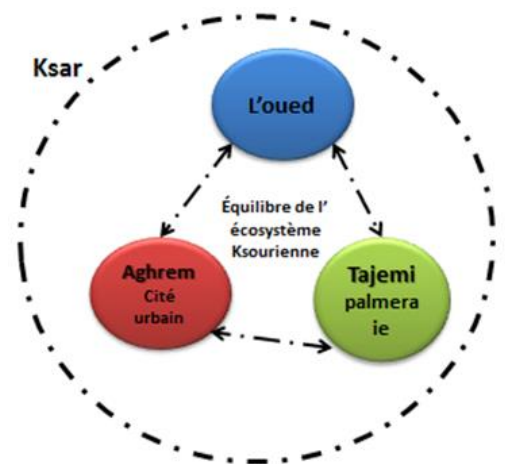 Ksar
L'oued
Équilibre de l'
écosystème
Ksourienne
Aghrem
Cité
urbain
Tajemi
palmera
ie